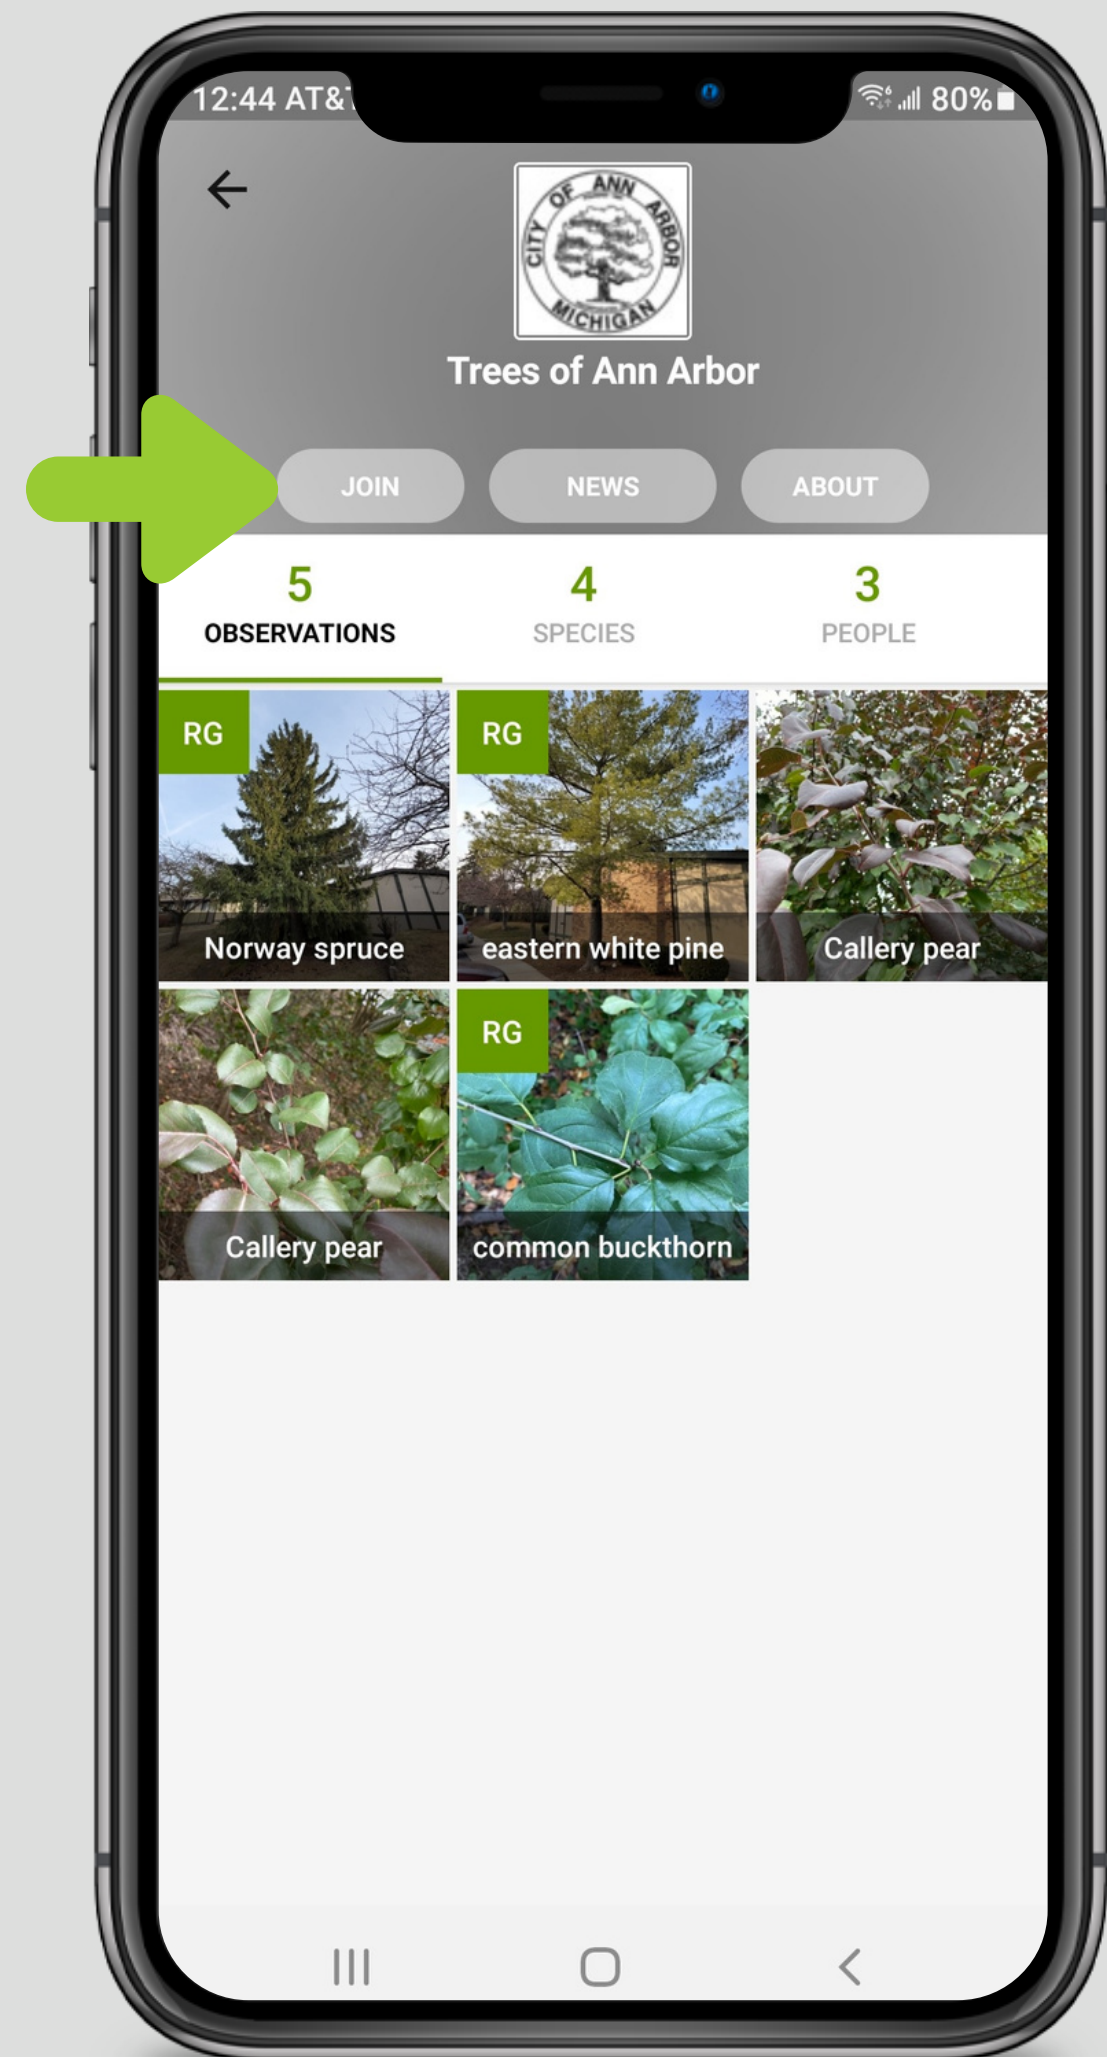 12:44 AT&T
80%
CITY OF ANN ARBOR
MICHIGAN
Trees of Ann Arbor
JOIN NEWS ABOUT
5 4 3
OBSERVATIONS SPECIES PEOPLE
RG RG
Norway spruce eastern white pine Callery pear
RG
Callery pear common buckthorn